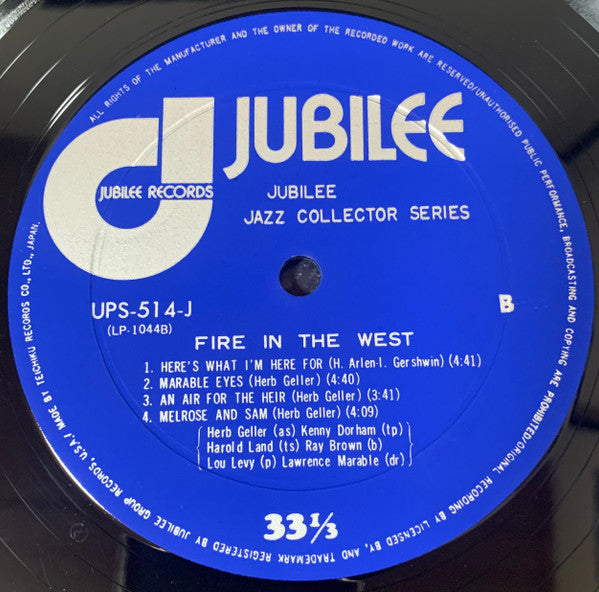 ALL RIGHTS OF THE MANUFACTURER AND THE OWNER OF THE RECORDED WORK ARE RESERVED/UNAUTHORISED PUBLIC PERFORMANCE, BROADCASTING AND COPYING ARE PROHIBITED/ORIGINAL RECORDING BY LICENSED BY, AND TRADEMARK REGISTERED BY JUBILEE GROUP RECORDS, U.S.A./ MADE BY TEICHIKU RECORDS CO., LTD., JAPAN.
JUBILEE
JUBILEE RECORDS
JUBILEE
JAZZ COLLECTOR SERIES
UPS-514-J
(LP-1044B)
B
FIRE IN THE WEST
1. HERE'S WHAT I'M HERE FOR (H. Arlen-I. Gershwin) (4:41)
2. MARABLE EYES (Herb Geller) (4:40)
3. AN AIR FOR THE HEIR (Herb Geller) (3:41)
4. MELROSE AND SAM (Herb Geller) (4:09)
Herb Geller (as) Kenny Dorham (tp)
Harold Land (ts) Ray Brown (b)
Lou Levy (p) Lawrence Marable (dr)
33 1/3